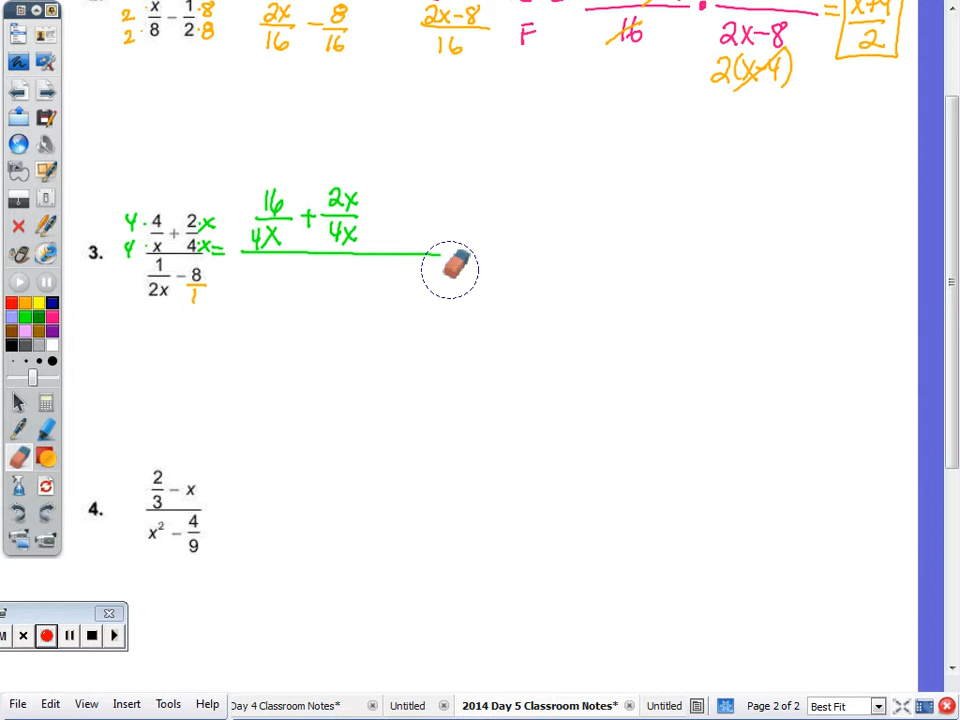 2 · x/8 − 1/2 · 8
2 · · 8
2x/16 − 8/16
2x−8/16
F
16
2x−8
2(x−4)
= x+4/2
3.
4 · 4/x + 2/4 · x
4 · · x =
1/2x − 8/1
16/4x + 2x/4x
4.
2/3 − x
x² − 4/9
M
File Edit View Insert Tools Help
Day 4 Classroom Notes* Untitled 2014 Day 5 Classroom Notes* Untitled
Page 2 of 2 Best Fit